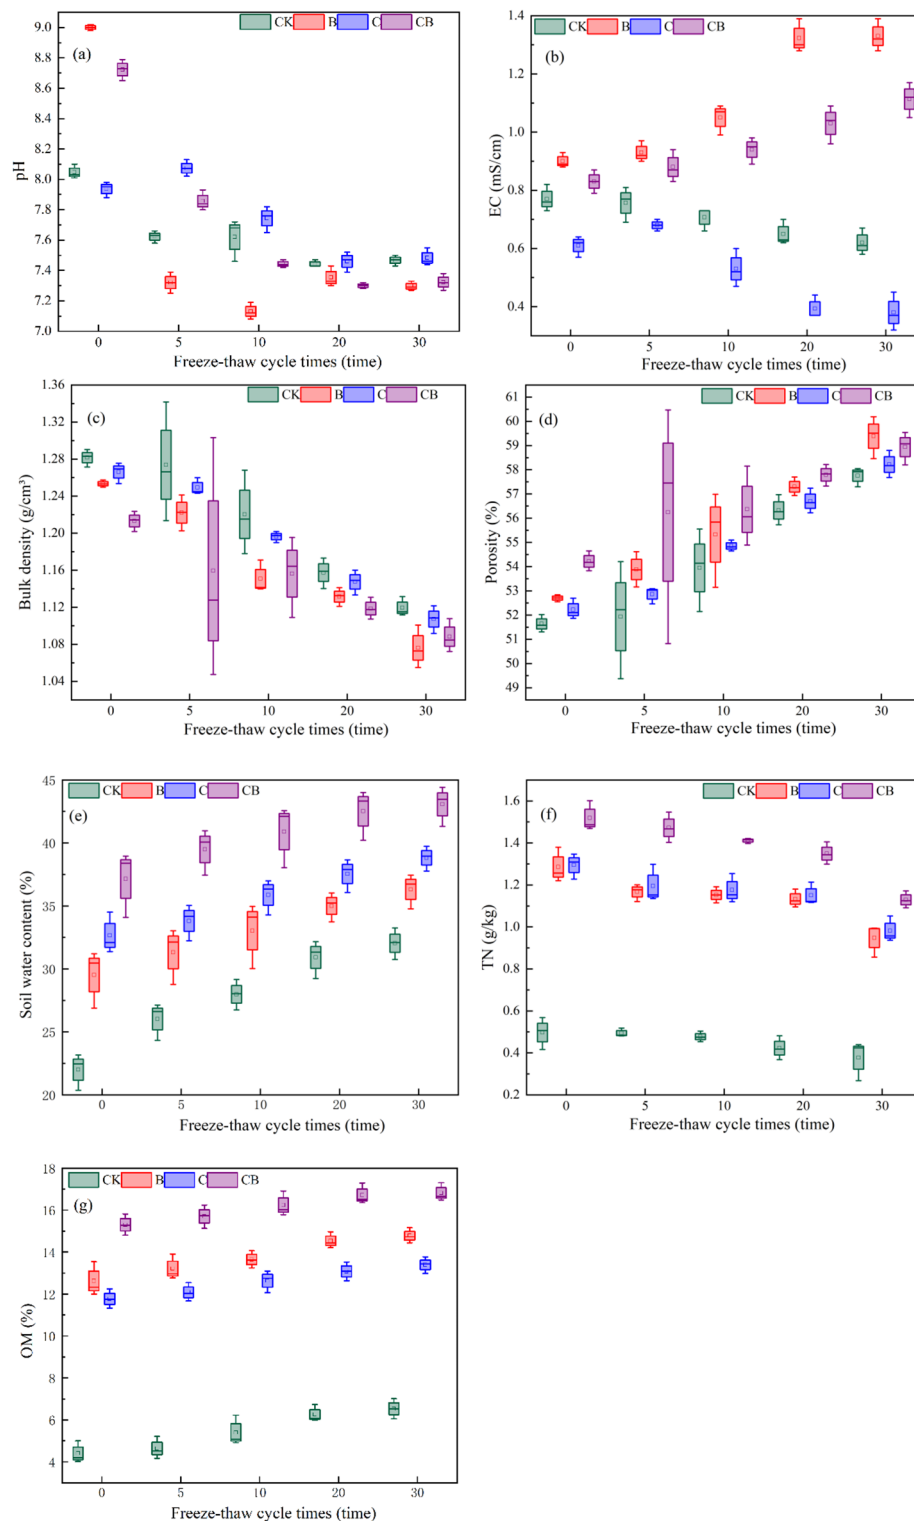 CK B C CK CB
(a)
pH
9.0
8.8
8.6
8.4
8.2
8.0
7.8
7.6
7.4
7.2
7.0
0 5 10 20 30
Freeze-thaw cycle times (time)
CK B C CB
(b)
EC (mS/cm)
1.4
1.2
1.0
0.8
0.6
0.4
0 5 10 20 30
Freeze-thaw cycle times (time)
CK B C CB
(c)
Bulk density (g/cm³)
1.36
1.32
1.28
1.24
1.20
1.16
1.12
1.08
1.04
0 5 10 20 30
Freeze-thaw cycle times (time)
CK B C CB
(d)
Porosity (%)
61
60
59
58
57
56
55
54
53
52
51
50
49
0 5 10 20 30
Freeze-thaw cycle times (time)
CK B C CB
(e)
Soil water content (%)
45
40
35
30
25
20
0 5 10 20 30
Freeze-thaw cycle times (time)
CK B C CB
(f)
TN (g/kg)
1.6
1.4
1.2
1.0
0.8
0.6
0.4
0.2
0 5 10 20 30
Freeze-thaw cycle times (time)
CK B C CB
(g)
OM (%)
18
16
14
12
10
8
6
4
0 5 10 20 30
Freeze-thaw cycle times (time)